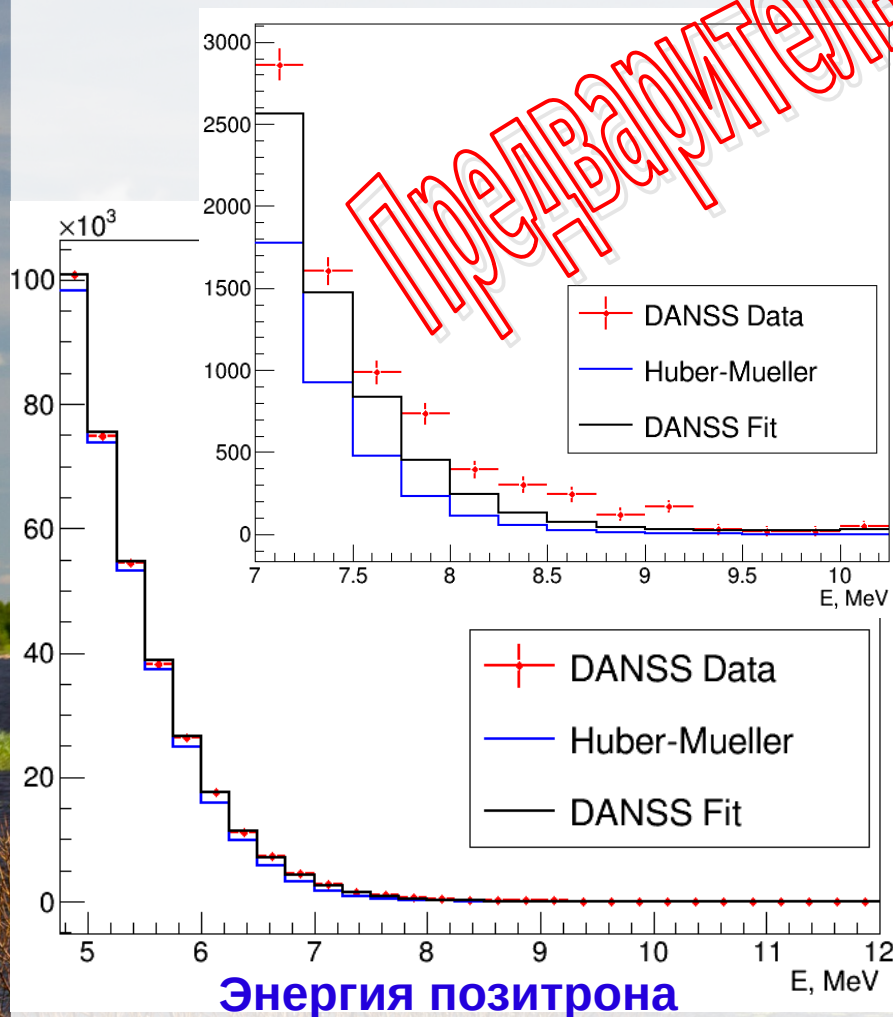 Предварител
3000
2500
2000
1500
1000
500
0
7 7.5 8 8.5 9 9.5 10
E, MeV
DANSS Data
Huber-Mueller
DANSS Fit
×10³
100
80
60
40
20
0
5 6 7 8 9 10 11 12
E, MeV
DANSS Data
Huber-Mueller
DANSS Fit
Энергия позитрона